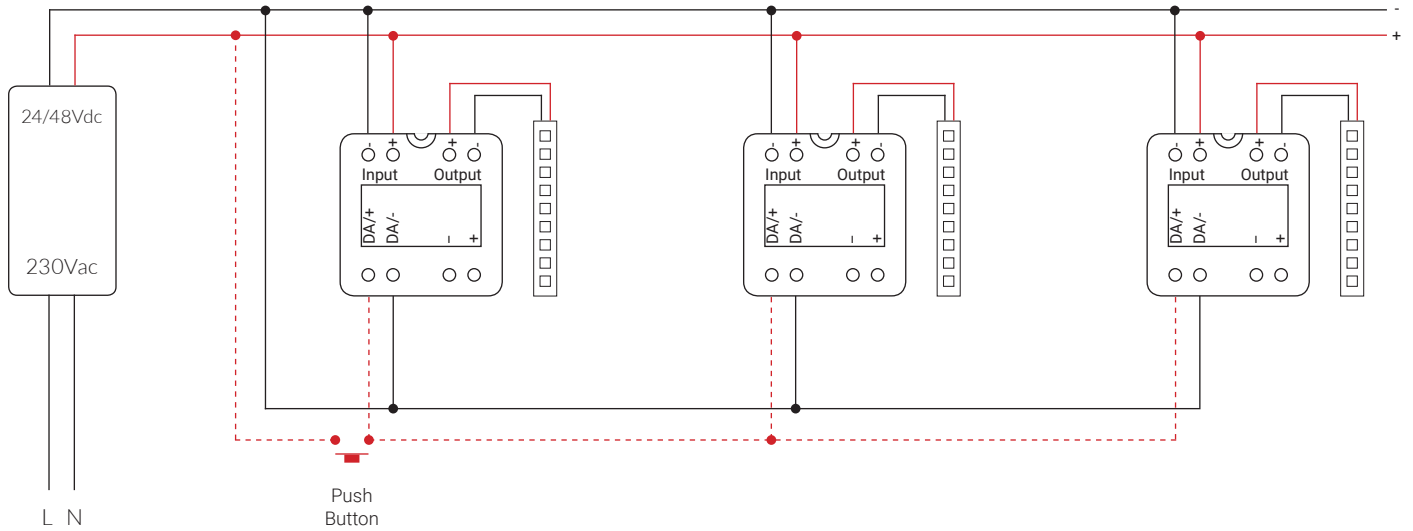 -
+
24/48Vdc
230Vac
L N
- + + -
Input Output
DA/+ DA/- - +
- + + -
Input Output
DA/+ DA/- - +
- + + -
Input Output
DA/+ DA/- - +
Push
Button